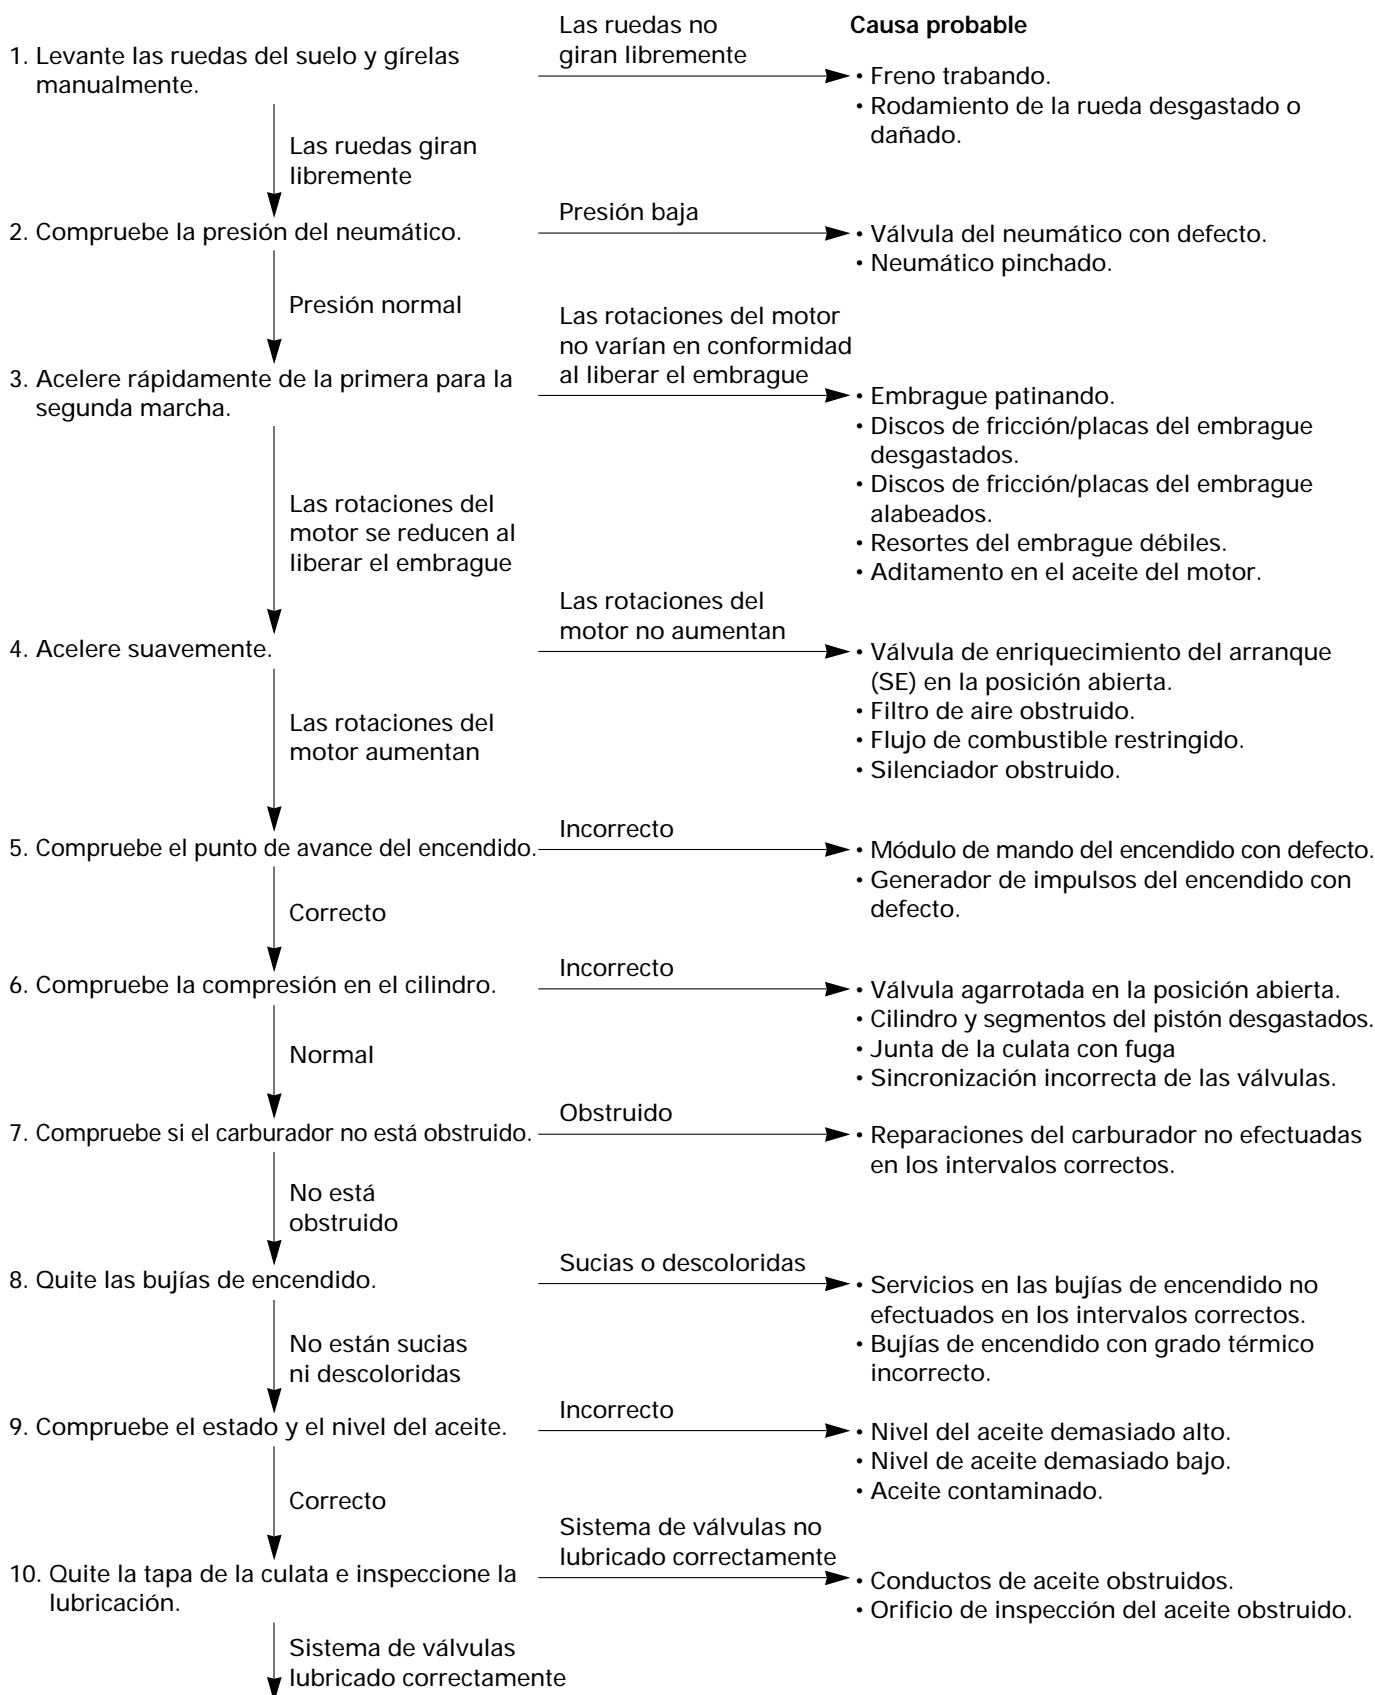 Causa probable
1. Levante las ruedas del suelo y gírelas
manualmente.
Las ruedas no
giran libremente
• Freno trabando.
• Rodamiento de la rueda desgastado o
dañado.
Las ruedas giran
libremente
2. Compruebe la presión del neumático.
Presión baja
• Válvula del neumático con defecto.
• Neumático pinchado.
Presión normal
3. Acelere rápidamente de la primera para la
segunda marcha.
Las rotaciones del motor
no varían en conformidad
al liberar el embrague
• Embrague patinando.
• Discos de fricción/placas del embrague
desgastados.
• Discos de fricción/placas del embrague
alabeados.
• Resortes del embrague débiles.
• Aditamento en el aceite del motor.
Las rotaciones del
motor se reducen al
liberar el embrague
4. Acelere suavemente.
Las rotaciones del
motor no aumentan
• Válvula de enriquecimiento del arranque
(SE) en la posición abierta.
• Filtro de aire obstruido.
• Flujo de combustible restringido.
• Silenciador obstruido.
Las rotaciones del
motor aumentan
5. Compruebe el punto de avance del encendido.
Incorrecto
• Módulo de mando del encendido con defecto.
• Generador de impulsos del encendido con
defecto.
Correcto
6. Compruebe la compresión en el cilindro.
Incorrecto
• Válvula agarrotada en la posición abierta.
• Cilindro y segmentos del pistón desgastados.
• Junta de la culata con fuga
• Sincronización incorrecta de las válvulas.
Normal
7. Compruebe si el carburador no está obstruido.
Obstruido
• Reparaciones del carburador no efectuadas
en los intervalos correctos.
No está
obstruido
8. Quite las bujías de encendido.
Sucias o descoloridas
• Servicios en las bujías de encendido no
efectuados en los intervalos correctos.
• Bujías de encendido con grado térmico
incorrecto.
No están sucias
ni descoloridas
9. Compruebe el estado y el nivel del aceite.
Incorrecto
• Nivel del aceite demasiado alto.
• Nivel de aceite demasiado bajo.
• Aceite contaminado.
Correcto
10. Quite la tapa de la culata e inspeccione la
lubricación.
Sistema de válvulas no
lubricado correctamente
• Conductos de aceite obstruidos.
• Orificio de inspección del aceite obstruido.
Sistema de válvulas
lubricado correctamente